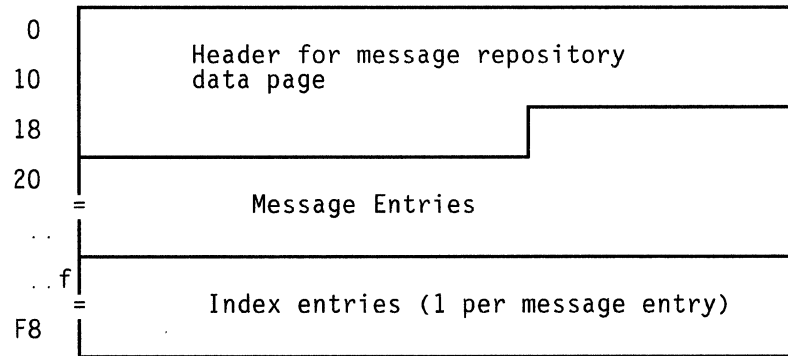 0
Header for message repository
10
data page
18
20
=
Message Entries
..
..f
=
Index entries (1 per message entry)
F8